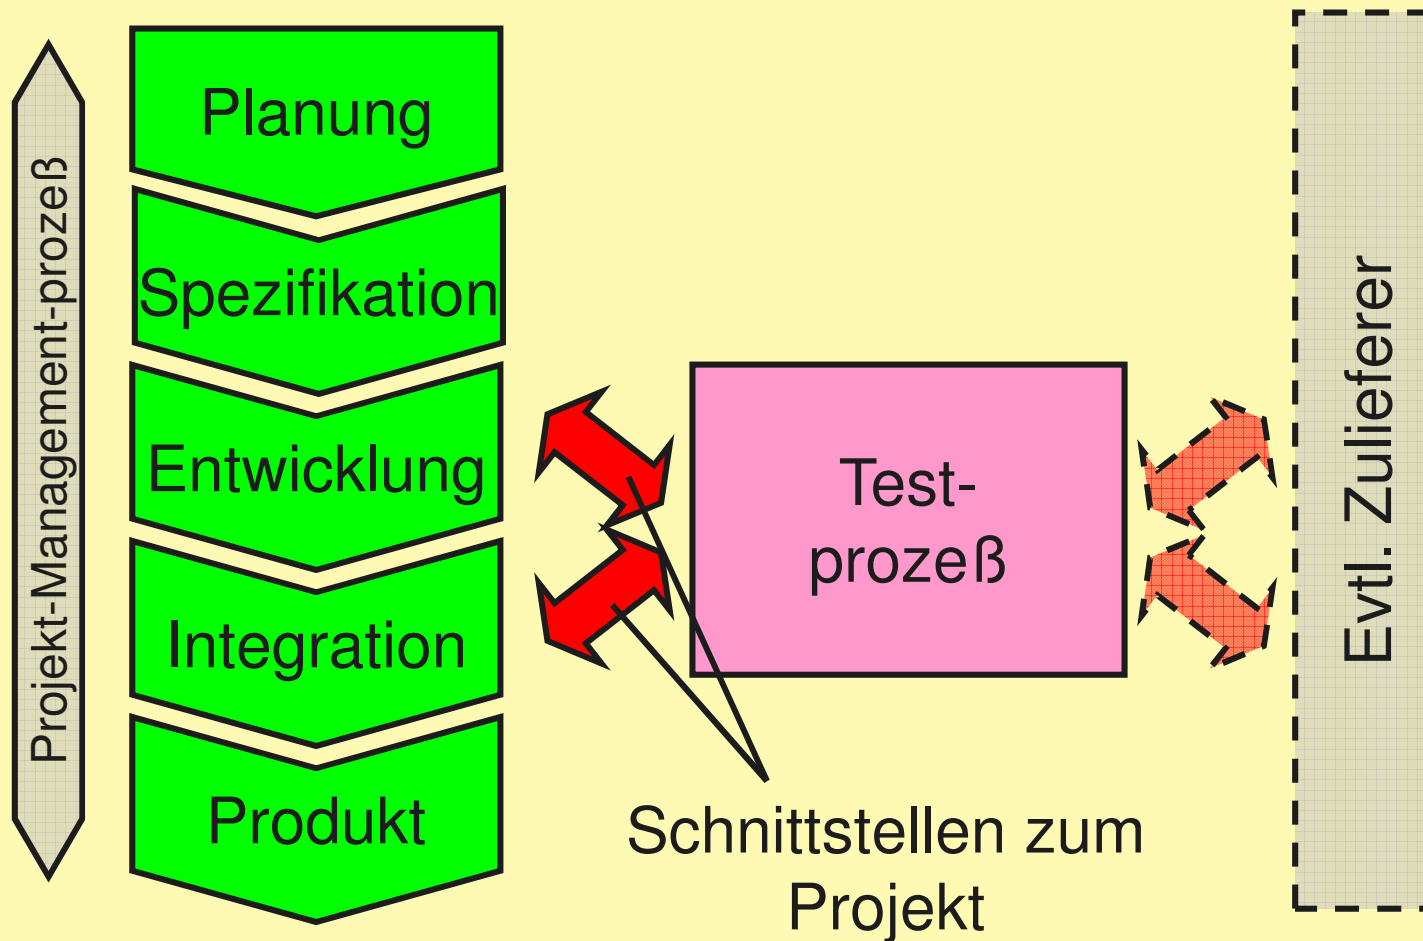 Projekt-Management-prozeß
Planung
Spezifikation
Entwicklung
Integration
Produkt
Test-
prozeß
Schnittstellen zum
Projekt
Evtl. Zulieferer